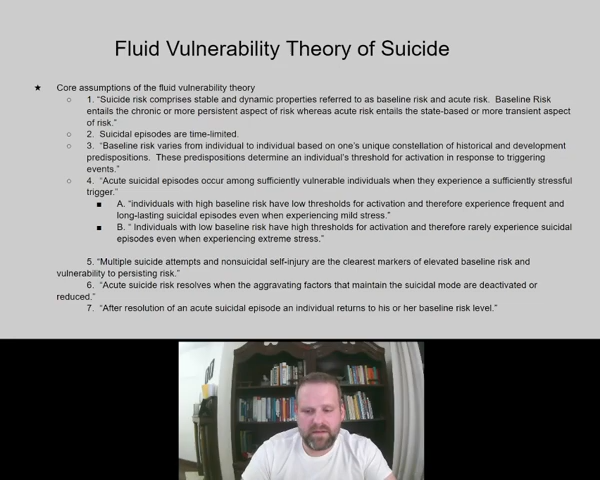 Fluid Vulnerability Theory of Suicide
★ Core assumptions of the fluid vulnerability theory
○ 1. “Suicide risk comprises stable and dynamic properties referred to as baseline risk and acute risk. Baseline Risk
entails the chronic or more persistent aspect of risk whereas acute risk entails the state-based or more transient aspect
of risk.”
○ 2. Suicidal episodes are time-limited.
○ 3. “Baseline risk varies from individual to individual based on one’s unique constellation of historical and development
predispositions. These predispositions determine an individual’s threshold for activation in response to triggering
events.”
○ 4. “Acute suicidal episodes occur among sufficiently vulnerable individuals when they experience a sufficiently stressful
trigger.”
■ A. “individuals with high baseline risk have low thresholds for activation and therefore experience frequent and
long-lasting suicidal episodes even when experiencing mild stress.”
■ B. “ Individuals with low baseline risk have high thresholds for activation and therefore rarely experience suicidal
episodes even when experiencing extreme stress.”
5. “Multiple suicide attempts and nonsuicidal self-injury are the clearest markers of elevated baseline risk and
vulnerability to persisting risk.”
6. “Acute suicide risk resolves when the aggravating factors that maintain the suicidal mode are deactivated or
reduced.”
7. “After resolution of an acute suicidal episode an individual returns to his or her baseline risk level.”